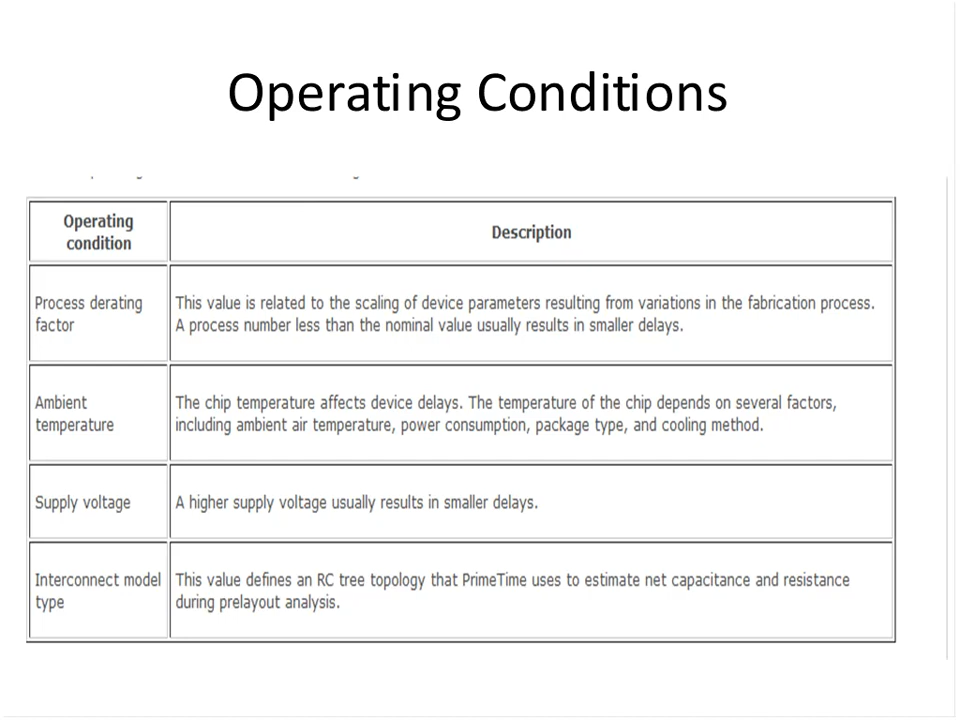 Operating Conditions
Operating
condition
Description
Process derating
factor
This value is related to the scaling of device parameters resulting from variations in the fabrication process.
A process number less than the nominal value usually results in smaller delays.
Ambient
temperature
The chip temperature affects device delays. The temperature of the chip depends on several factors,
including ambient air temperature, power consumption, package type, and cooling method.
Supply voltage
A higher supply voltage usually results in smaller delays.
Interconnect model
type
This value defines an RC tree topology that PrimeTime uses to estimate net capacitance and resistance
during prelayout analysis.